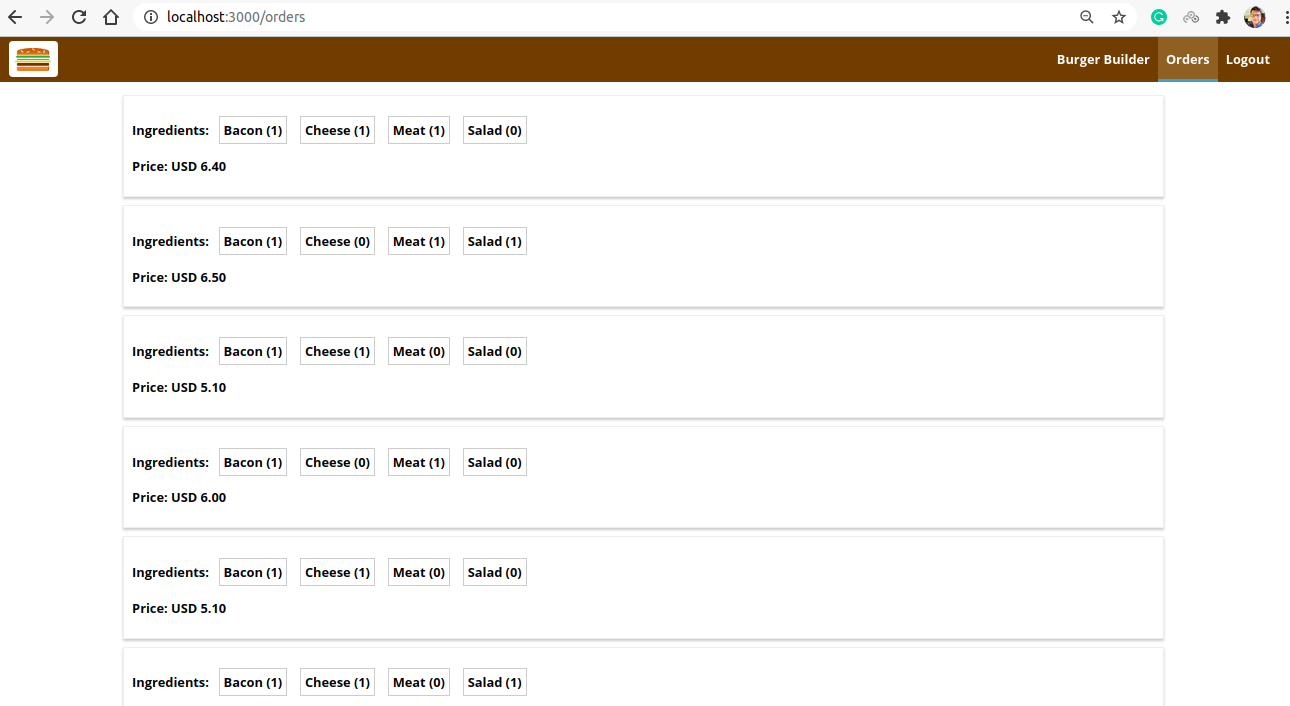 localhost:3000/orders
Burger Builder Orders Logout
Ingredients: Bacon (1) Cheese (1) Meat (1) Salad (0)
Price: USD 6.40
Ingredients: Bacon (1) Cheese (0) Meat (1) Salad (1)
Price: USD 6.50
Ingredients: Bacon (1) Cheese (1) Meat (0) Salad (0)
Price: USD 5.10
Ingredients: Bacon (1) Cheese (0) Meat (1) Salad (0)
Price: USD 6.00
Ingredients: Bacon (1) Cheese (1) Meat (0) Salad (0)
Price: USD 5.10
Ingredients: Bacon (1) Cheese (1) Meat (0) Salad (1)